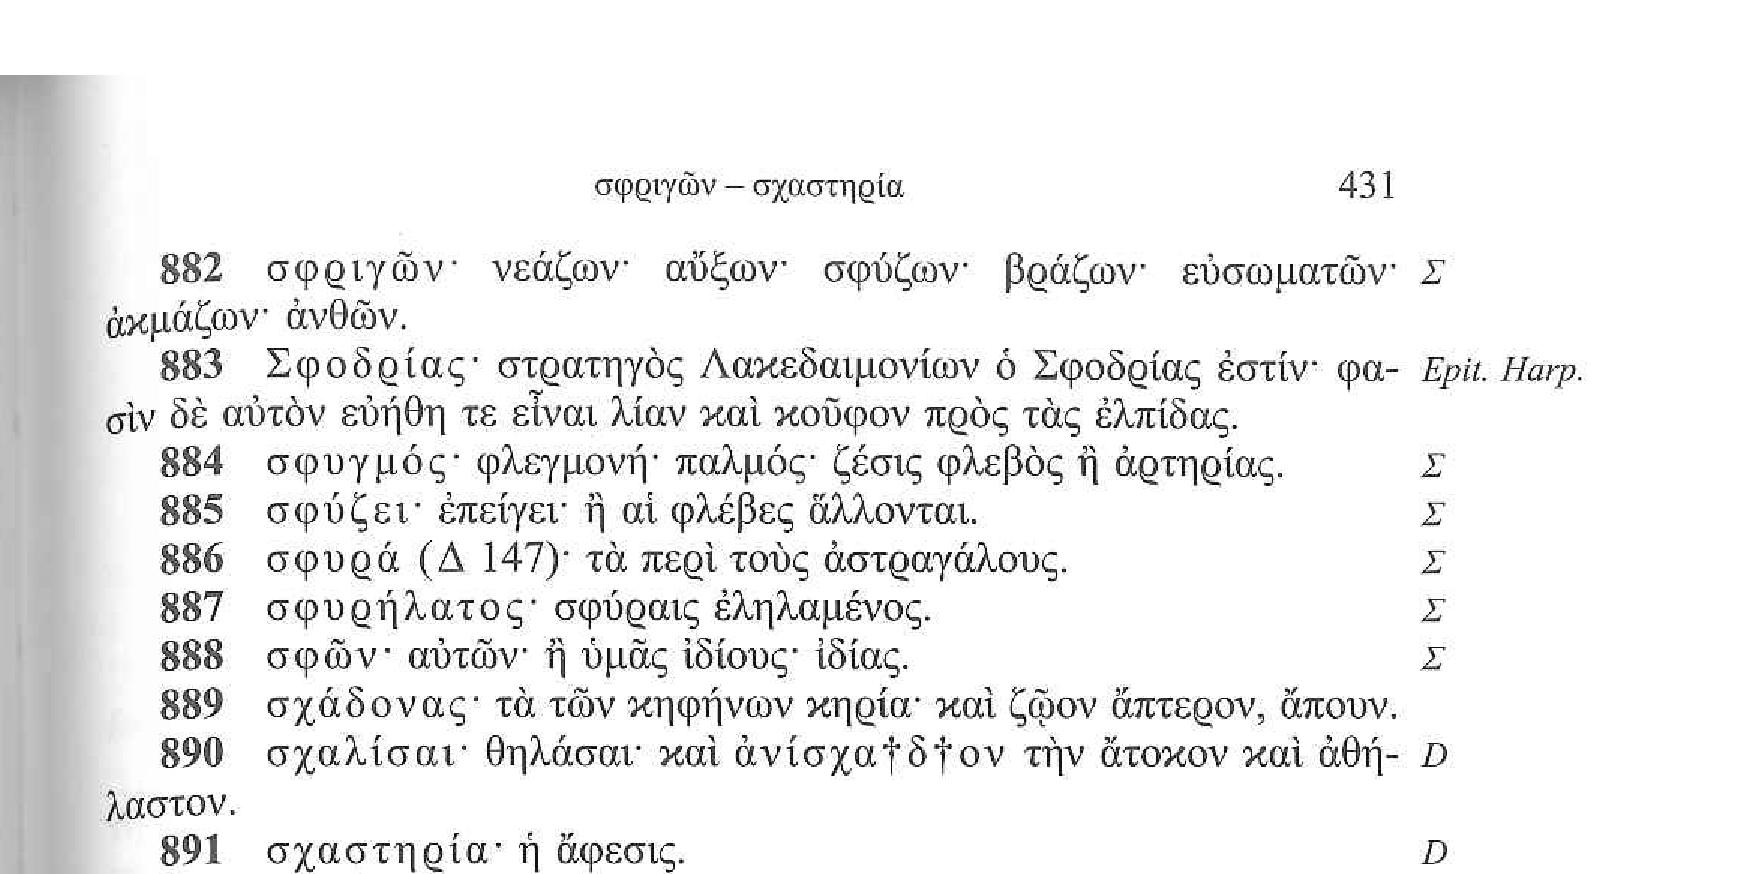 σφριγῶν – σχαστηρία 431
882 σφριγῶν· νεάζων· αὔξων· σφύζων· βράζων· εὐσωματῶν· Σ
ἀκμάζων· ἀνθῶν.
883 Σφοδρίας· στρατηγὸς Λακεδαιμονίων ὁ Σφοδρίας ἐστίν· φα- Epit. Harp.
σὶν δὲ αὐτὸν εὐήθη τε εἶναι λίαν καὶ κοῦφον πρὸς τὰς ἐλπίδας.
884 σφυγμός· φλεγμονή· παλμός· ζέσις φλεβὸς ἢ ἀρτηρίας. Σ
885 σφύζει· ἐπείγει· ἢ αἱ φλέβες ἅλλονται. Σ
886 σφυρά (Δ 147)· τὰ περὶ τοὺς ἀστραγάλους. Σ
887 σφυρήλατος· σφύραις ἐληλαμένος. Σ
888 σφῶν· αὐτῶν· ἢ ὑμᾶς ἰδίους· ἰδίας. Σ
889 σχάδονας· τὰ τῶν κηφήνων κηρία· καὶ ζῷον ἄπτερον, ἄπουν.
890 σχαλίσαι· θηλάσαι· καὶ ἀνίσχα†δ†ον τὴν ἄτοκον καὶ ἀθή- D
λαστον.
891 σχαστηρία· ἡ ἄφεσις. D